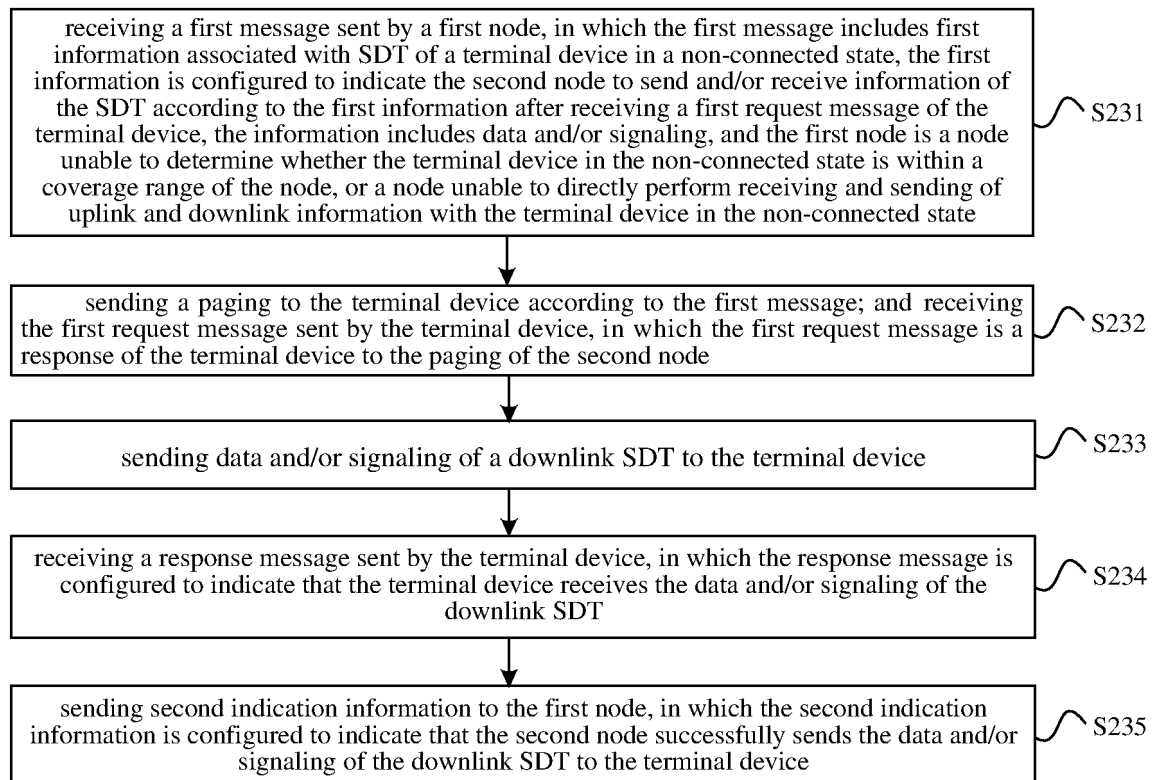 receiving a first message sent by a first node, in which the first message includes first
information associated with SDT of a terminal device in a non-connected state, the first
information is configured to indicate the second node to send and/or receive information of
the SDT according to the first information after receiving a first request message of the
terminal device, the information includes data and/or signaling, and the first node is a node
unable to determine whether the terminal device in the non-connected state is within a
coverage range of the node, or a node unable to directly perform receiving and sending of
uplink and downlink information with the terminal device in the non-connected state
S231
sending a paging to the terminal device according to the first message; and receiving
the first request message sent by the terminal device, in which the first request message is a
response of the terminal device to the paging of the second node
S232
sending data and/or signaling of a downlink SDT to the terminal device
S233
receiving a response message sent by the terminal device, in which the response message is
configured to indicate that the terminal device receives the data and/or signaling of the
downlink SDT
S234
sending second indication information to the first node, in which the second indication
information is configured to indicate that the second node successfully sends the data and/or
signaling of the downlink SDT to the terminal device
S235